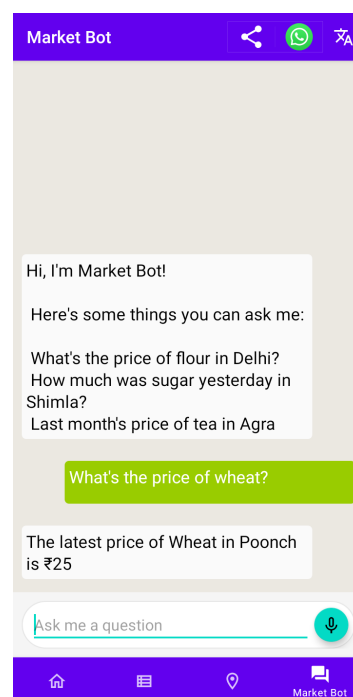 Market Bot
Hi, I'm Market Bot!
Here's some things you can ask me:
What's the price of flour in Delhi?
How much was sugar yesterday in
Shimla?
Last month's price of tea in Agra
What's the price of wheat?
The latest price of Wheat in Poonch
is ₹25
Ask me a question
Market Bot